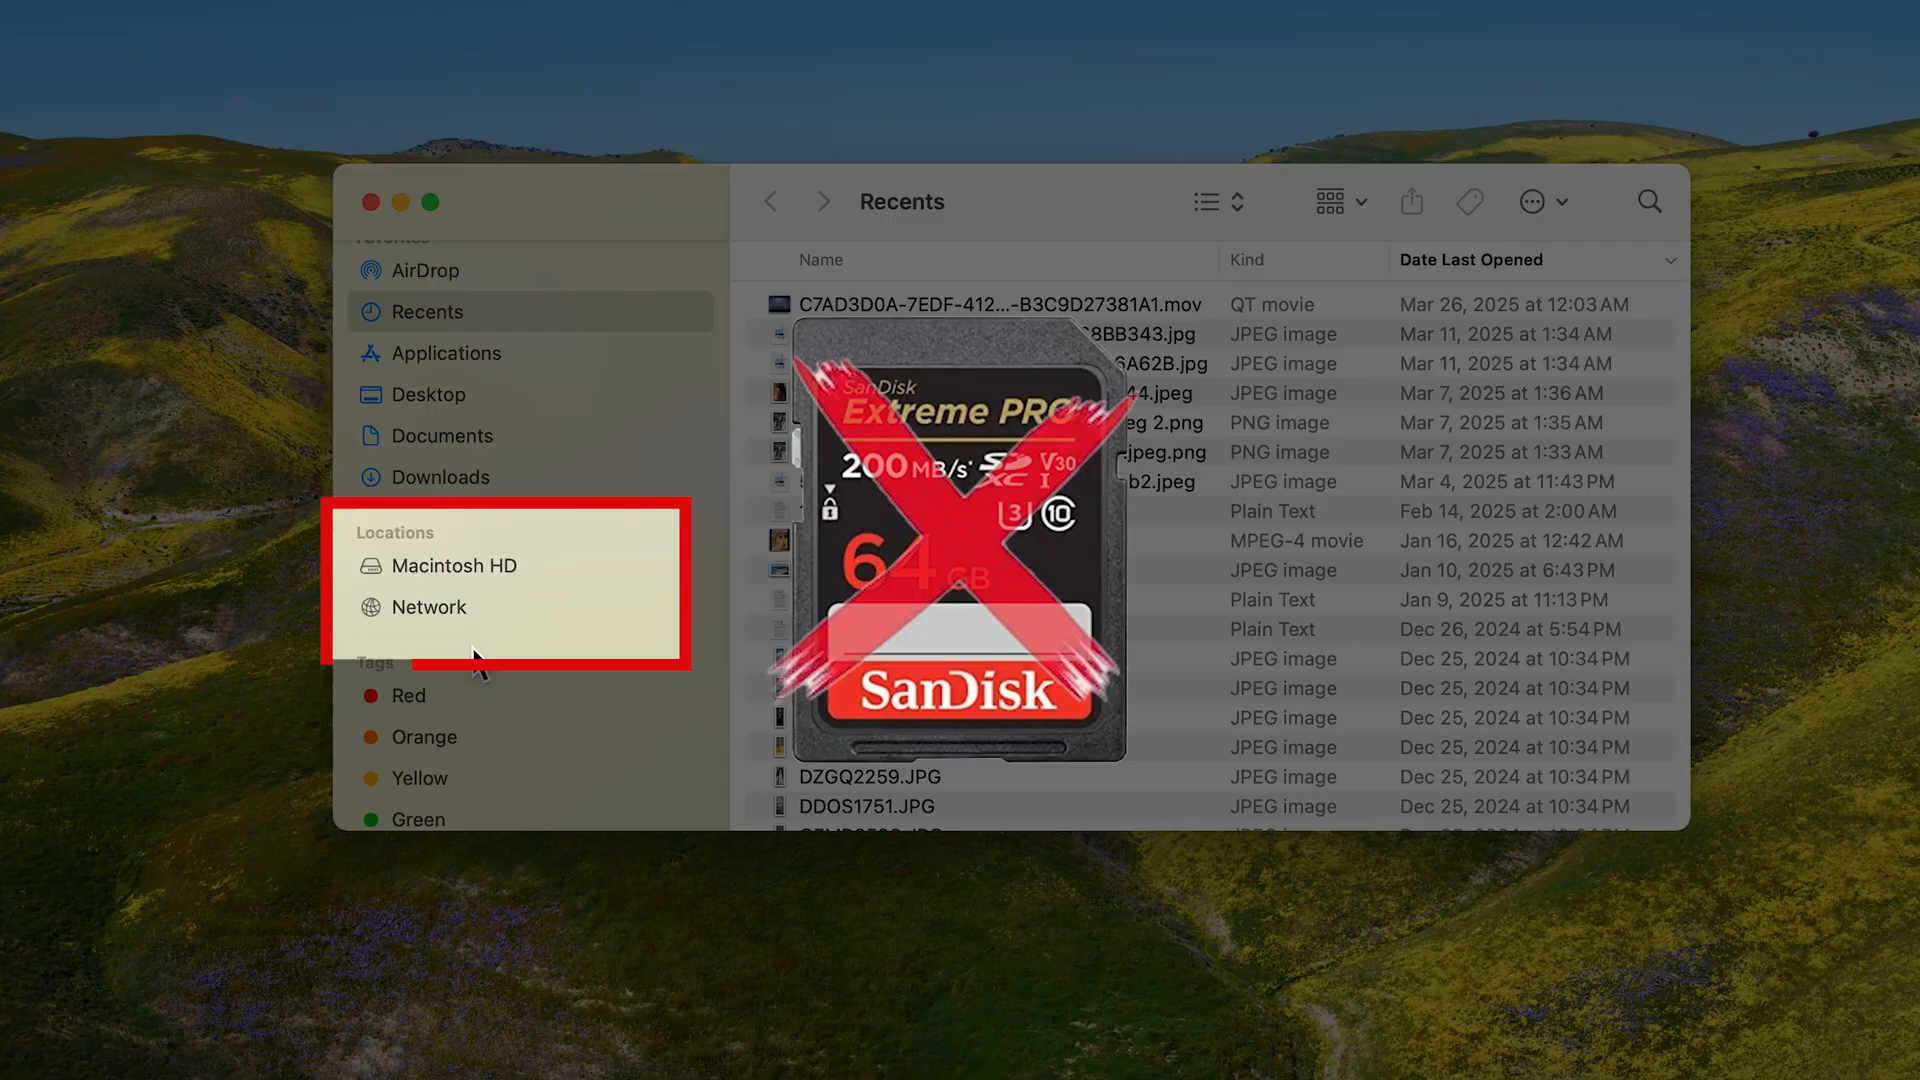 Recents
Favorites
AirDrop
Recents
Applications
Desktop
Documents
Downloads
Locations
Macintosh HD
Network
Tags
Red
Orange
Yellow
Green
Name Kind Date Last Opened
C7AD3D0A-7EDF-412...-B3C9D27381A1.mov QT movie Mar 26, 2025 at 12:03 AM
8BB343.jpg JPEG image Mar 11, 2025 at 1:34 AM
6A62B.jpg JPEG image Mar 11, 2025 at 1:34 AM
44.jpeg JPEG image Mar 7, 2025 at 1:36 AM
eg 2.png PNG image Mar 7, 2025 at 1:35 AM
jpeg.png PNG image Mar 7, 2025 at 1:33 AM
b2.jpeg JPEG image Mar 4, 2025 at 11:43 PM
Plain Text Feb 14, 2025 at 2:00 AM
MPEG-4 movie Jan 16, 2025 at 12:42 AM
JPEG image Jan 10, 2025 at 6:43 PM
Plain Text Jan 9, 2025 at 11:13 PM
Plain Text Dec 26, 2024 at 5:54 PM
JPEG image Dec 25, 2024 at 10:34 PM
JPEG image Dec 25, 2024 at 10:34 PM
JPEG image Dec 25, 2024 at 10:34 PM
JPEG image Dec 25, 2024 at 10:34 PM
DZGQ2259.JPG JPEG image Dec 25, 2024 at 10:34 PM
DDOS1751.JPG JPEG image Dec 25, 2024 at 10:34 PM
SanDisk
Extreme PRO
200 MB/s* SDXC V30
I
U3 10
64 GB
SanDisk